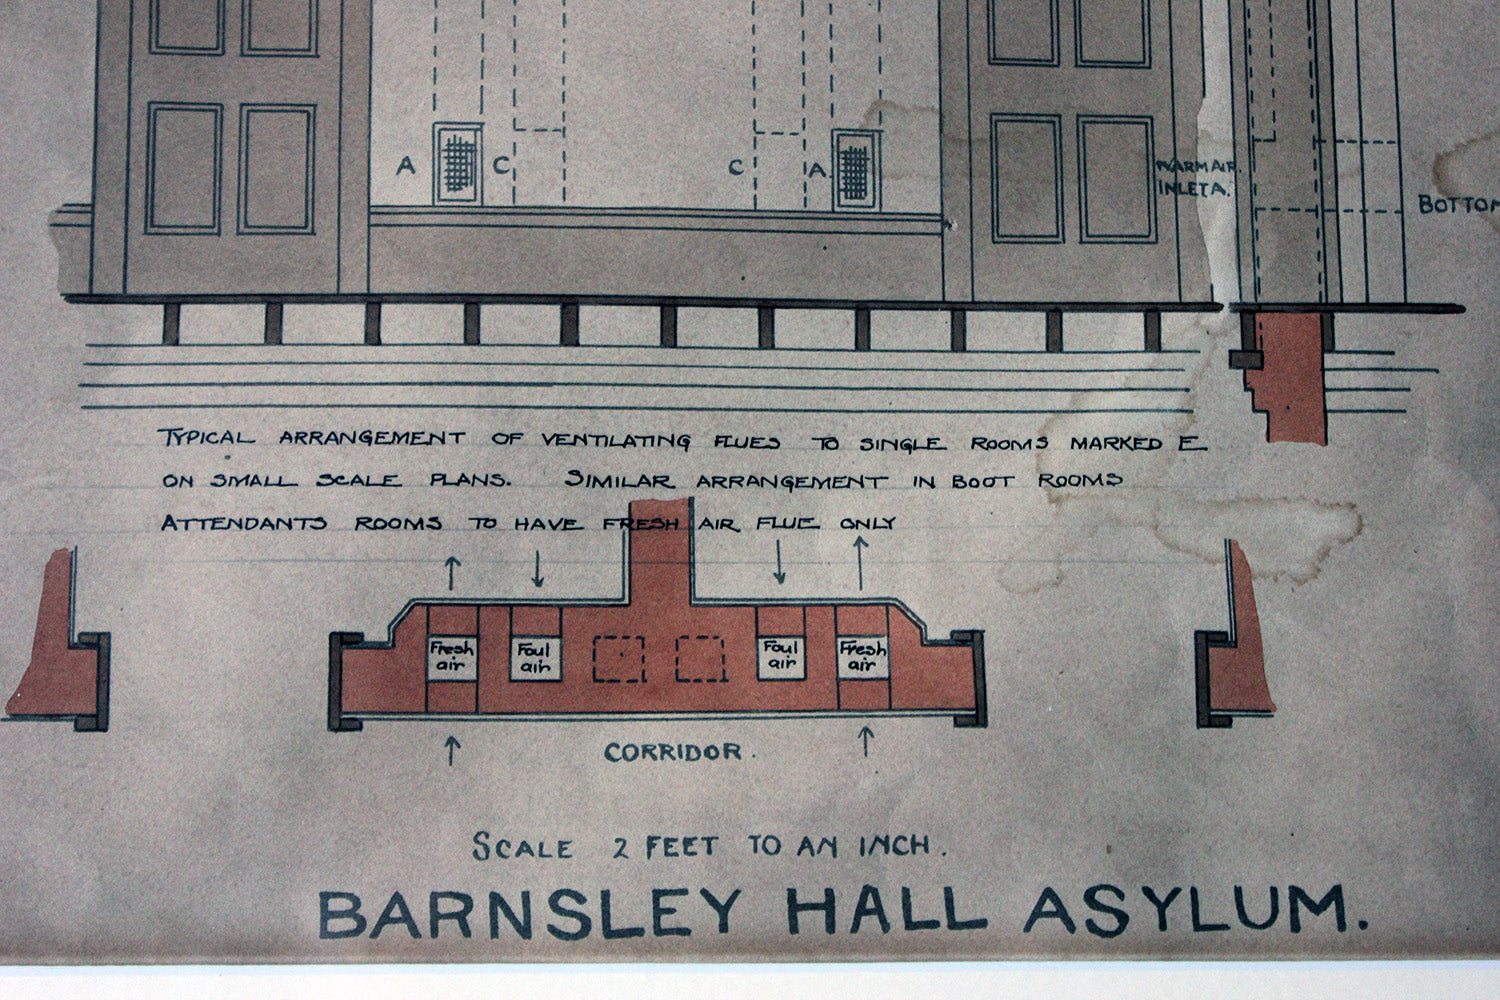 A C C A.
WARM AIR.
INLET A.
BOTTOM
TYPICAL ARRANGEMENT OF VENTILATING FLUES TO SINGLE ROOMS MARKED E
ON SMALL SCALE PLANS. SIMILAR ARRANGEMENT IN BOOT ROOMS
ATTENDANTS ROOMS TO HAVE FRESH AIR FLUE ONLY
Fresh air
Foul air
Foul air
Fresh air
CORRIDOR.
SCALE 2 FEET TO AN INCH.
BARNSLEY HALL ASYLUM.